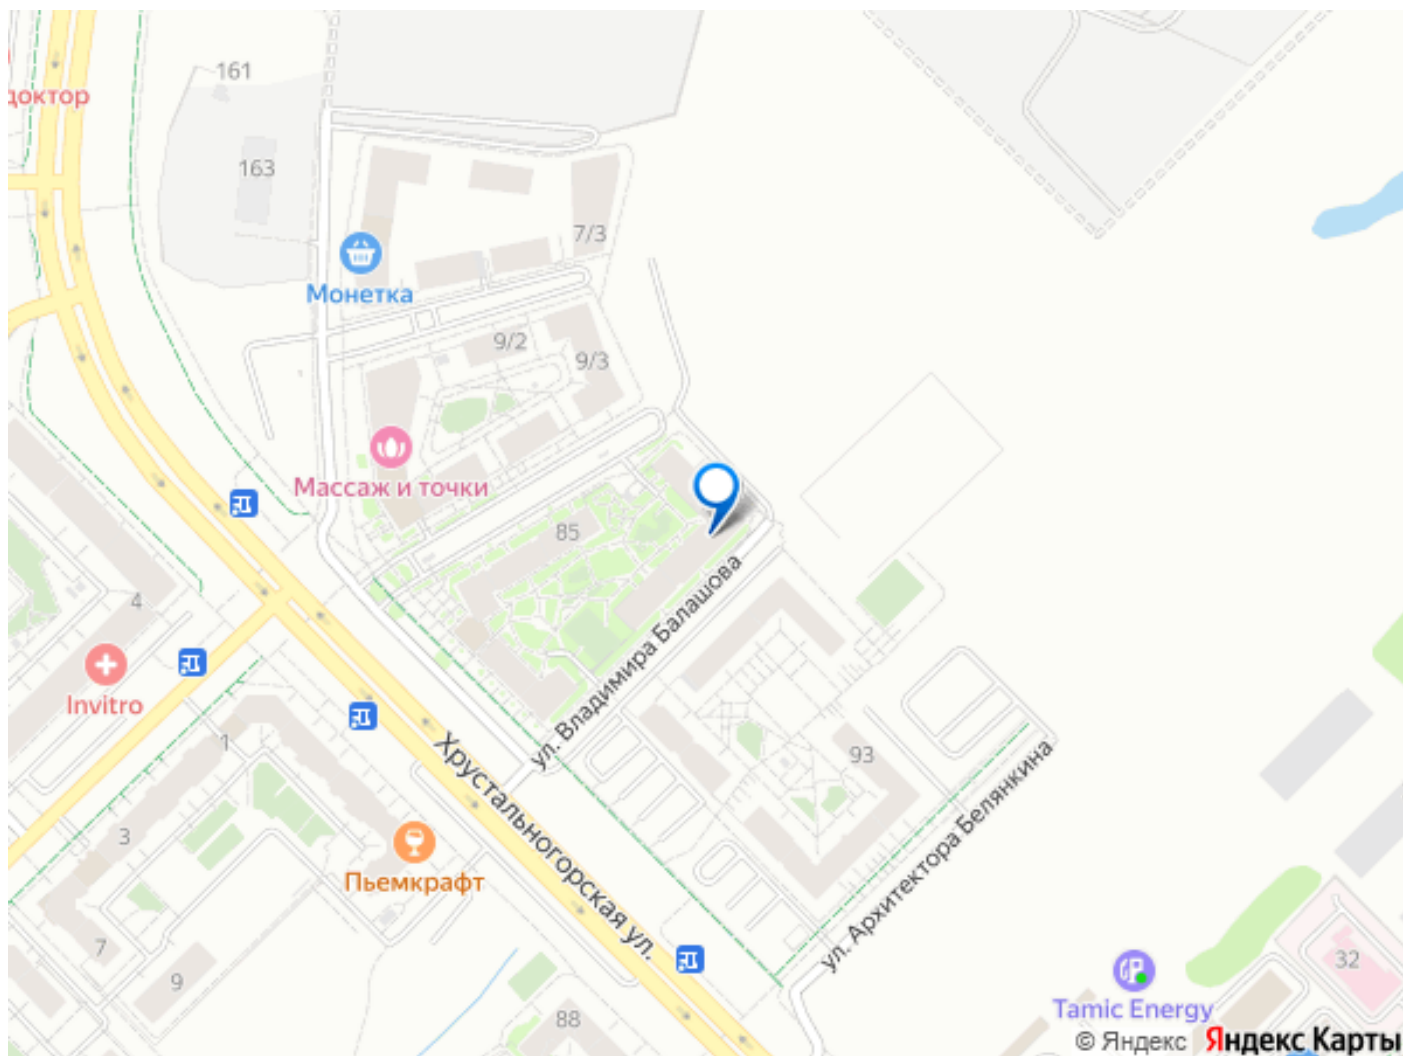 161
доктор
163
7/3
Монетка
9/2
9/3
Массаж и точки
85
4
Invitro
ул. Владимира Балашова
1
Хрустальногорская ул.
93
3
Пьемкрафт
ул. Архитектора Белянкина
7
9
32
88
Tamic Energy
© Яндекс Яндекс Карты